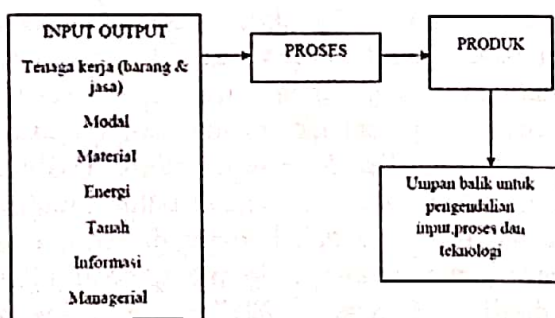 INPUT OUTPUT
Tenaga kerja (barang &
jasa)
Modal
Material
Energi
Tanah
Informasi
Managerial
PROSES
PRODUK
Umpan balik untuk
pengendalian
input,proses dan
teknologi